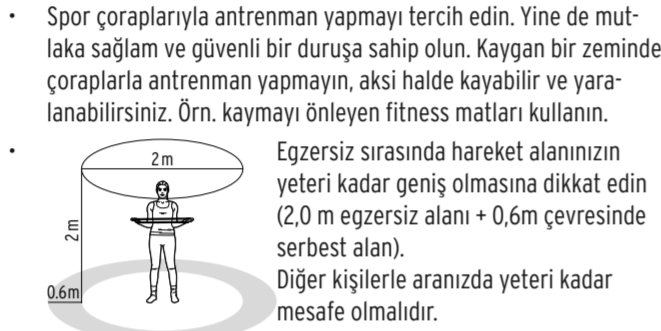 • Spor çoraplarıyla antrenman yapmayı tercih edin. Yine de mut-
laka sağlam ve güvenli bir duruşa sahip olun. Kaygan bir zeminde
çoraplarla antrenman yapmayın, aksi halde kayabilir ve yara-
lanabilirsiniz. Örn. kaymayı önleyen fitness matları kullanın.
•
2 m
2 m
0.6m
Egzersiz sırasında hareket alanınızın
yeteri kadar geniş olmasına dikkat edin
(2,0 m egzersiz alanı + 0,6m çevresinde
serbest alan).
Diğer kişilerle aranızda yeteri kadar
mesafe olmalıdır.